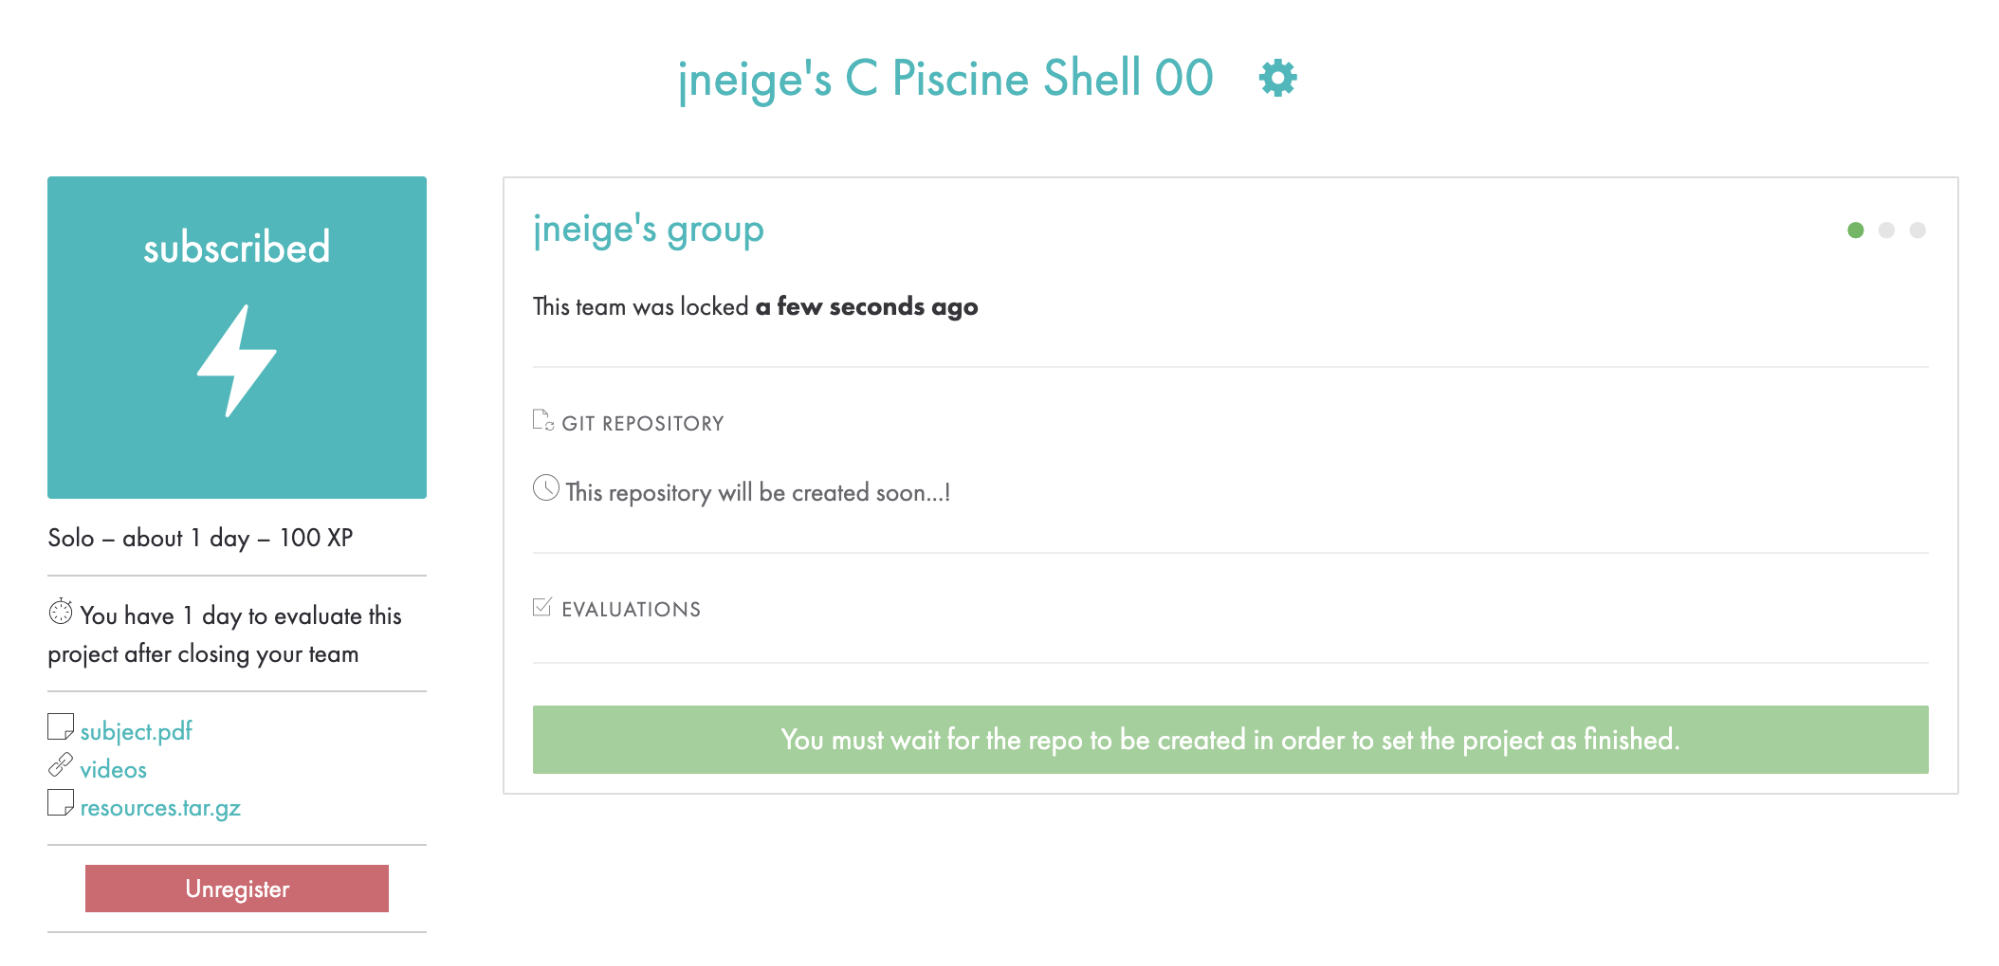 jneige's C Piscine Shell 00
subscribed
Solo – about 1 day – 100 XP
You have 1 day to evaluate this
project after closing your team
subject.pdf
videos
resources.tar.gz
Unregister
jneige's group
This team was locked a few seconds ago
GIT REPOSITORY
This repository will be created soon...!
EVALUATIONS
You must wait for the repo to be created in order to set the project as finished.